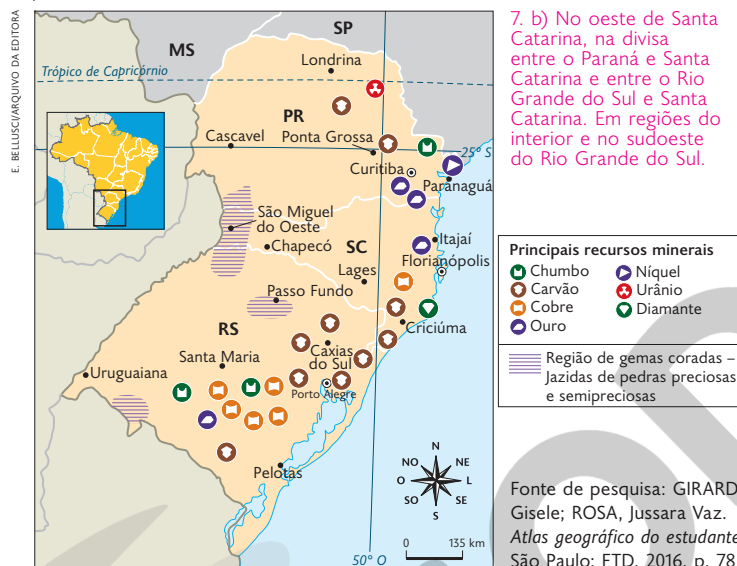 E. BELLUSCI/ARQUIVO DA EDITORA
SP
MS
Londrina
Trópico de Capricórnio
PR
Cascavel
Ponta Grossa
25° S
Curitiba
Paranaguá
São Miguel
do Oeste
Chapecó
SC
Itajaí
Florianópolis
Lages
Passo Fundo
RS
Criciúma
Santa Maria
Caxias
do Sul
Uruguaiana
Porto Alegre
Pelotas
N
NO
NE
O
L
SO
SE
S
0
135 km
50° O
7. b) No oeste de Santa
Catarina, na divisa
entre o Paraná e Santa
Catarina e entre o Rio
Grande do Sul e Santa
Catarina. Em regiões do
interior e no sudoeste
do Rio Grande do Sul.
Principais recursos minerais
Chumbo
Carvão
Cobre
Ouro
Níquel
Urânio
Diamante
Região de gemas coradas –
Jazidas de pedras preciosas
e semipreciosas
Fonte de pesquisa: GIRARD
Gisele; ROSA, Jussara Vaz.
Atlas geográfico do estudante
São Paulo: FTD, 2016. p. 78